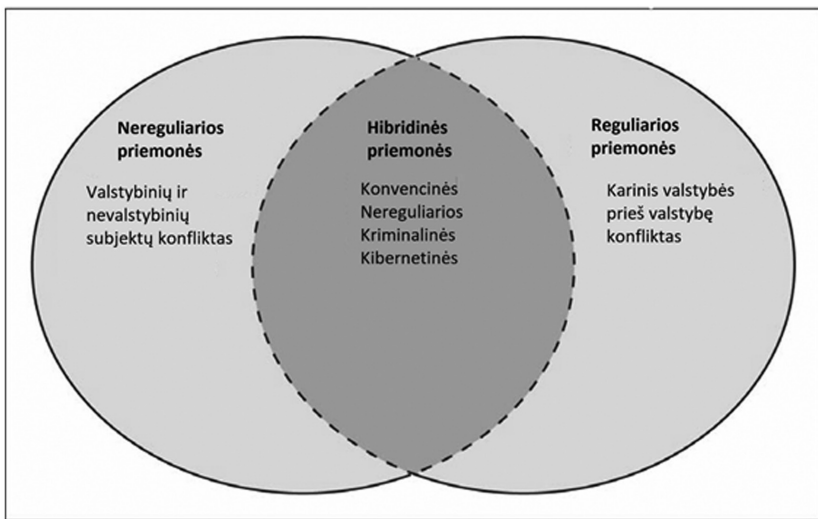 Nereguliarios
priemonės
Valstybinių ir
nevalstybinių
subjektų konfliktas
Hibridinės
priemonės
Konvencinės
Nereguliarios
Kriminalinės
Kibernetinės
Reguliarios
priemonės
Karinis valstybės
prieš valstybę
konfliktas